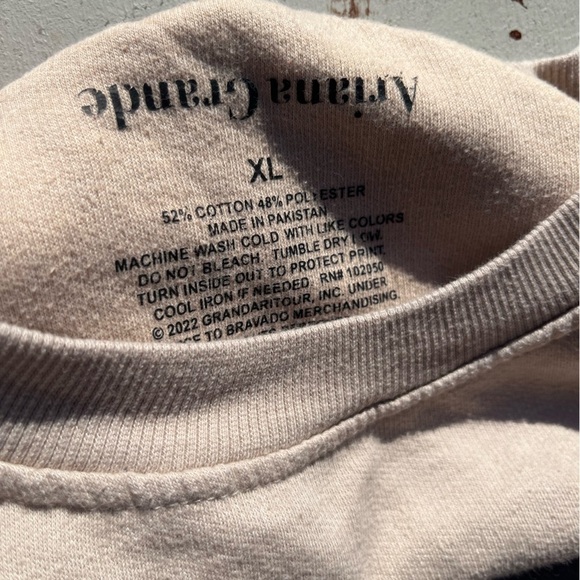 Ariana Grande
XL
52% COTTON 48% POLYESTER
MADE IN PAKISTAN
MACHINE WASH COLD WITH LIKE COLORS
DO NOT BLEACH. TUMBLE DRY LOW.
TURN INSIDE OUT TO PROTECT PRINT.
COOL IRON IF NEEDED. RN# 102950
© 2022 GRANDARITOUR, INC. UNDER
TO BRAVADO MERCHANDISING.